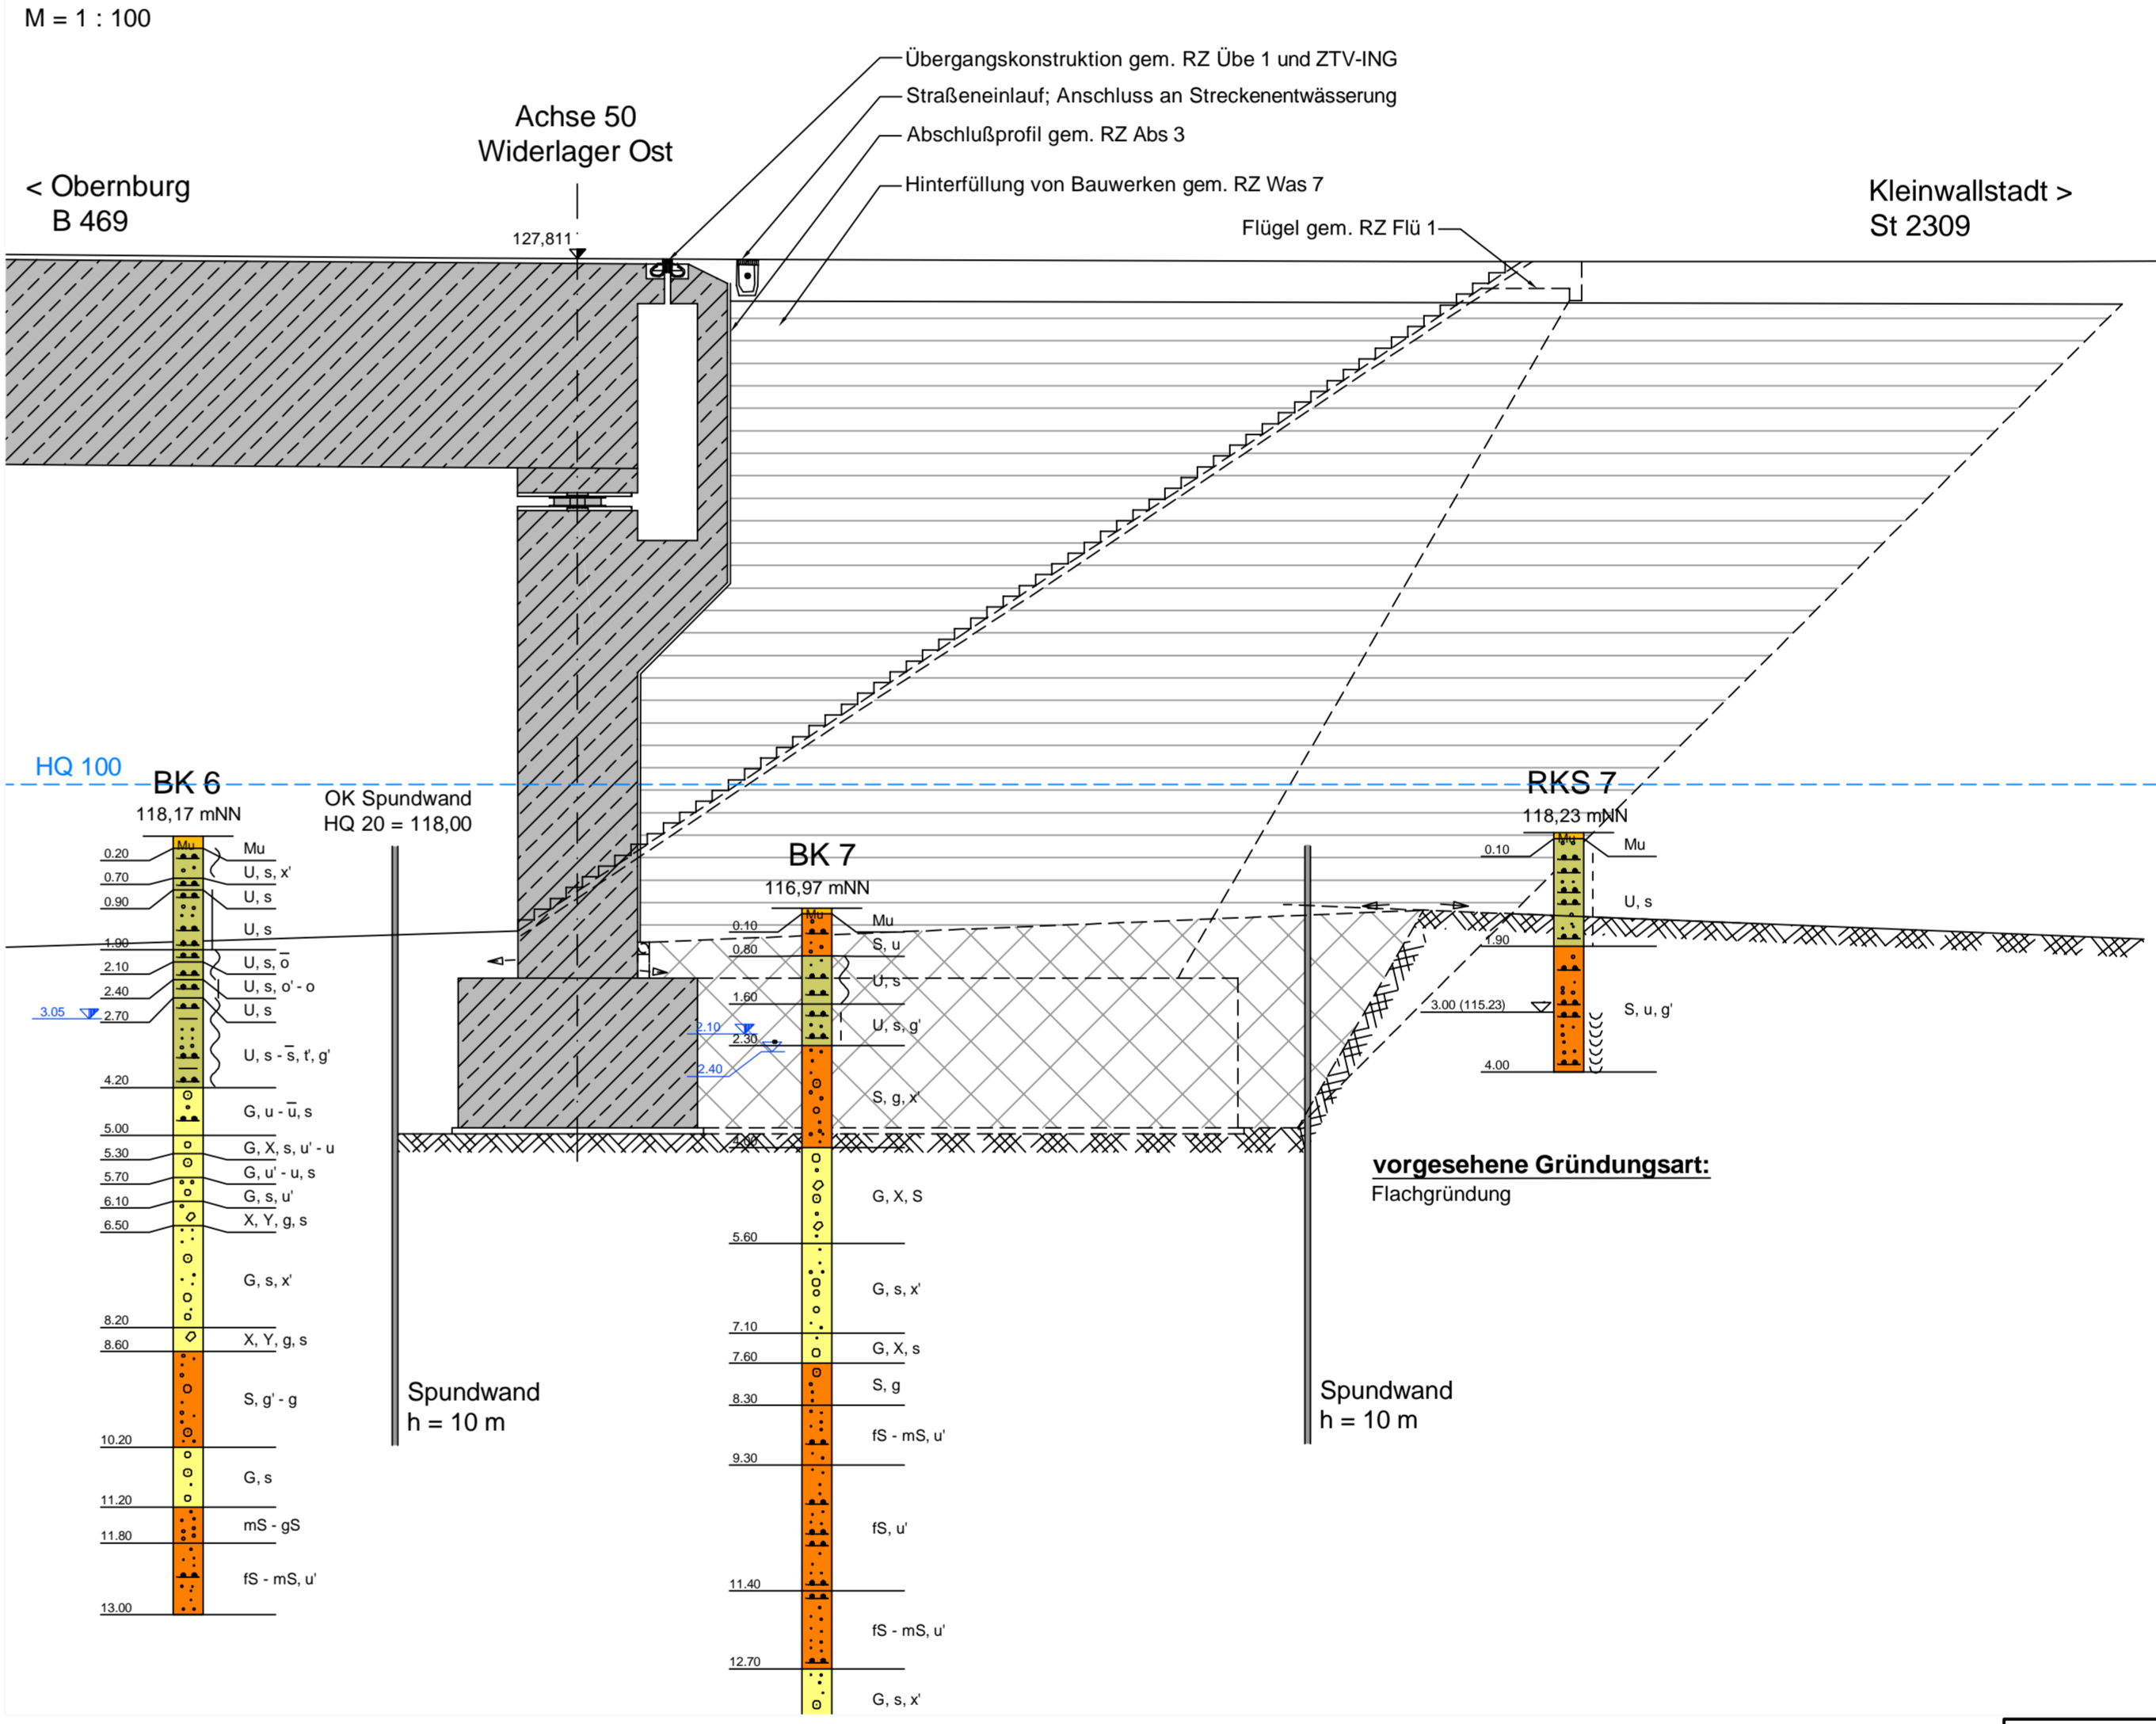 M = 1 : 100
Übergangskonstruktion gem. RZ Übe 1 und ZTV-ING
Straßeneinlauf; Anschluss an Streckenentwässerung
Abschlußprofil gem. RZ Abs 3
Hinterfüllung von Bauwerken gem. RZ Was 7
Flügel gem. RZ Flü 1
Achse 50
Widerlager Ost
< Obernburg
B 469
Kleinwallstadt >
St 2309
127,811
HQ 100
BK 6
118,17 mNN
Mu
0.20
Mu
0.70
U, s, x'
0.90
U, s
1.90
U, s
2.10
U, s, o̅
2.40
U, s, o' - o
2.70
U, s
3.05
4.20
U, s - s̅, t', g'
5.00
G, u - u̅, s
5.30
G, X, s, u' - u
5.70
G, u' - u, s
6.10
G, s, u'
6.50
X, Y, g, s
8.20
G, s, x'
8.60
X, Y, g, s
10.20
S, g' - g
11.20
G, s
11.80
mS - gS
13.00
fS - mS, u'
OK Spundwand
HQ 20 = 118,00
Spundwand
h = 10 m
BK 7
116,97 mNN
Mu
0.10
Mu
0.80
S, u
1.60
U, s
2.10
2.30
U, s, g'
2.40
4.00
S, g, x'
5.60
G, X, S
7.10
G, s, x'
7.60
G, X, s
8.30
S, g
9.30
fS - mS, u'
11.40
fS, u'
12.70
fS - mS, u'
G, s, x'
RKS 7
118,23 mNN
Mu
0.10
Mu
1.90
U, s
3.00 (115.23)
4.00
S, u, g'
vorgesehene Gründungsart:
Flachgründung
Spundwand
h = 10 m